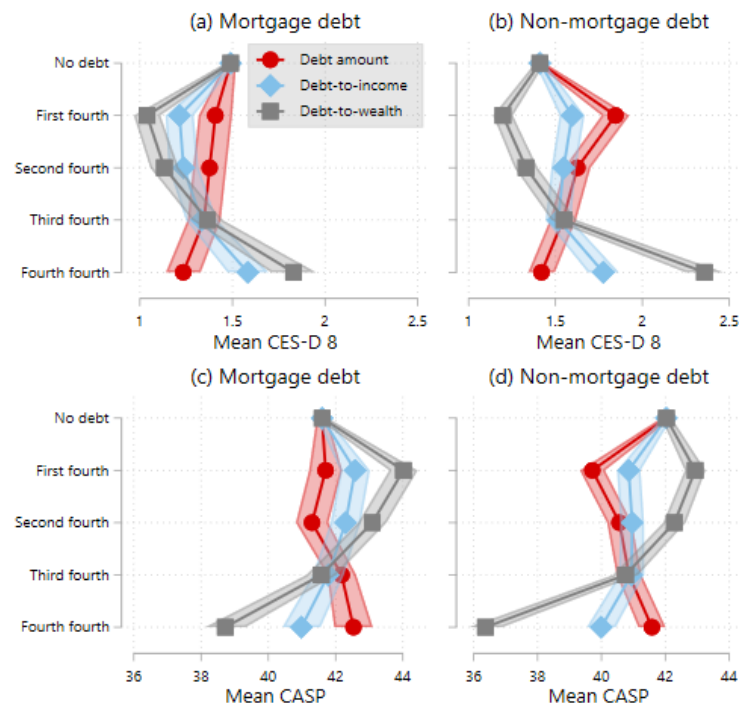 (a) Mortgage debt
(b) Non-mortgage debt
No debt
First fourth
Second fourth
Third fourth
Fourth fourth
Debt amount
Debt-to-income
Debt-to-wealth
1 1.5 2 2.5
Mean CES-D 8
1 1.5 2 2.5
Mean CES-D 8
(c) Mortgage debt
(d) Non-mortgage debt
No debt
First fourth
Second fourth
Third fourth
Fourth fourth
36 38 40 42 44
Mean CASP
36 38 40 42 44
Mean CASP